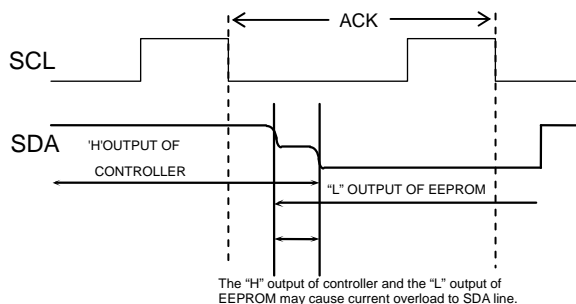 ACK
SCL
SDA
'H'OUTPUT OF
CONTROLLER
“L” OUTPUT OF EEPROM
The “H” output of controller and the “L” output of
EEPROM may cause current overload to SDA line.